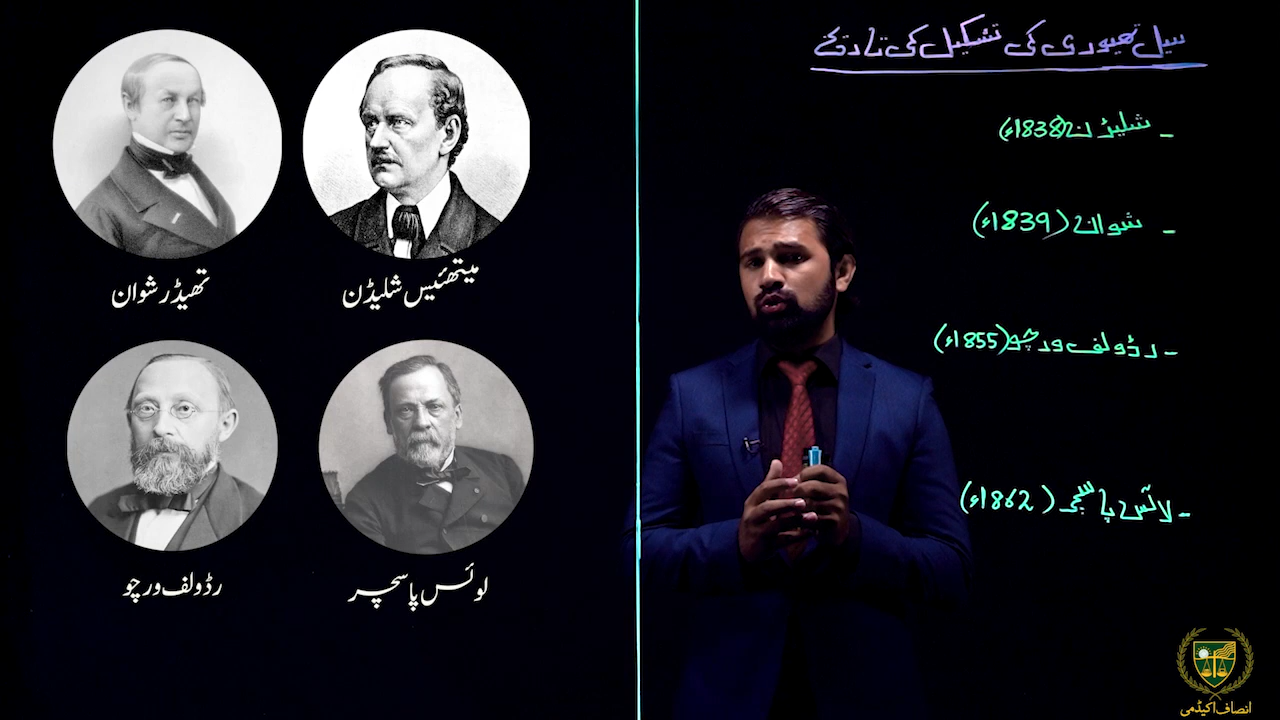 سیل تھیوری کی تشکیل کی تاریخ
- شلیڈن (1838ء)
- شوان (1839ء)
- رڈولف ورچو (1855ء)
- لائس پاسچر (1862ء)
میتھئیس شلیڈن
تھیڈر شوان
لوئس پاسچر
رڈولف ورچو
انصاف اکیڈمی